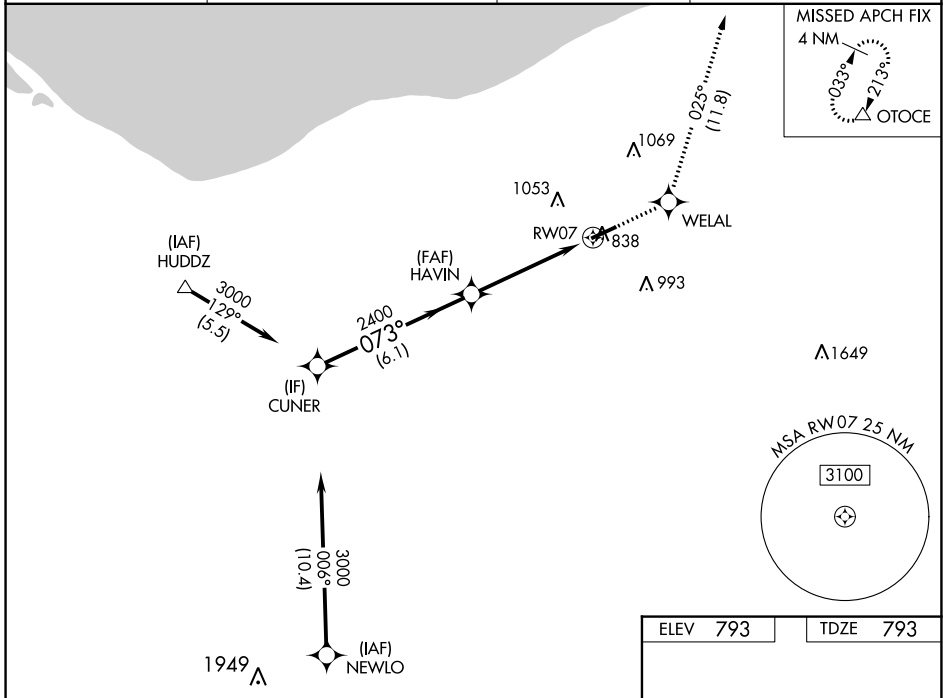 MISSED APCH FIX
4 NM
033°
213°
OTOCE
025°
(11.8)
1069
1053
WELAL
RW07
838
(IAF)
HUDDZ
(FAF)
HAVIN
993
3000
129°
(5.5)
2400
073°
(6.1)
1649
(IF)
CUNER
MSA RW07 25 NM
3100
3000
006°
(10.4)
ELEV 793
TDZE 793
(IAF)
NEWLO
1949